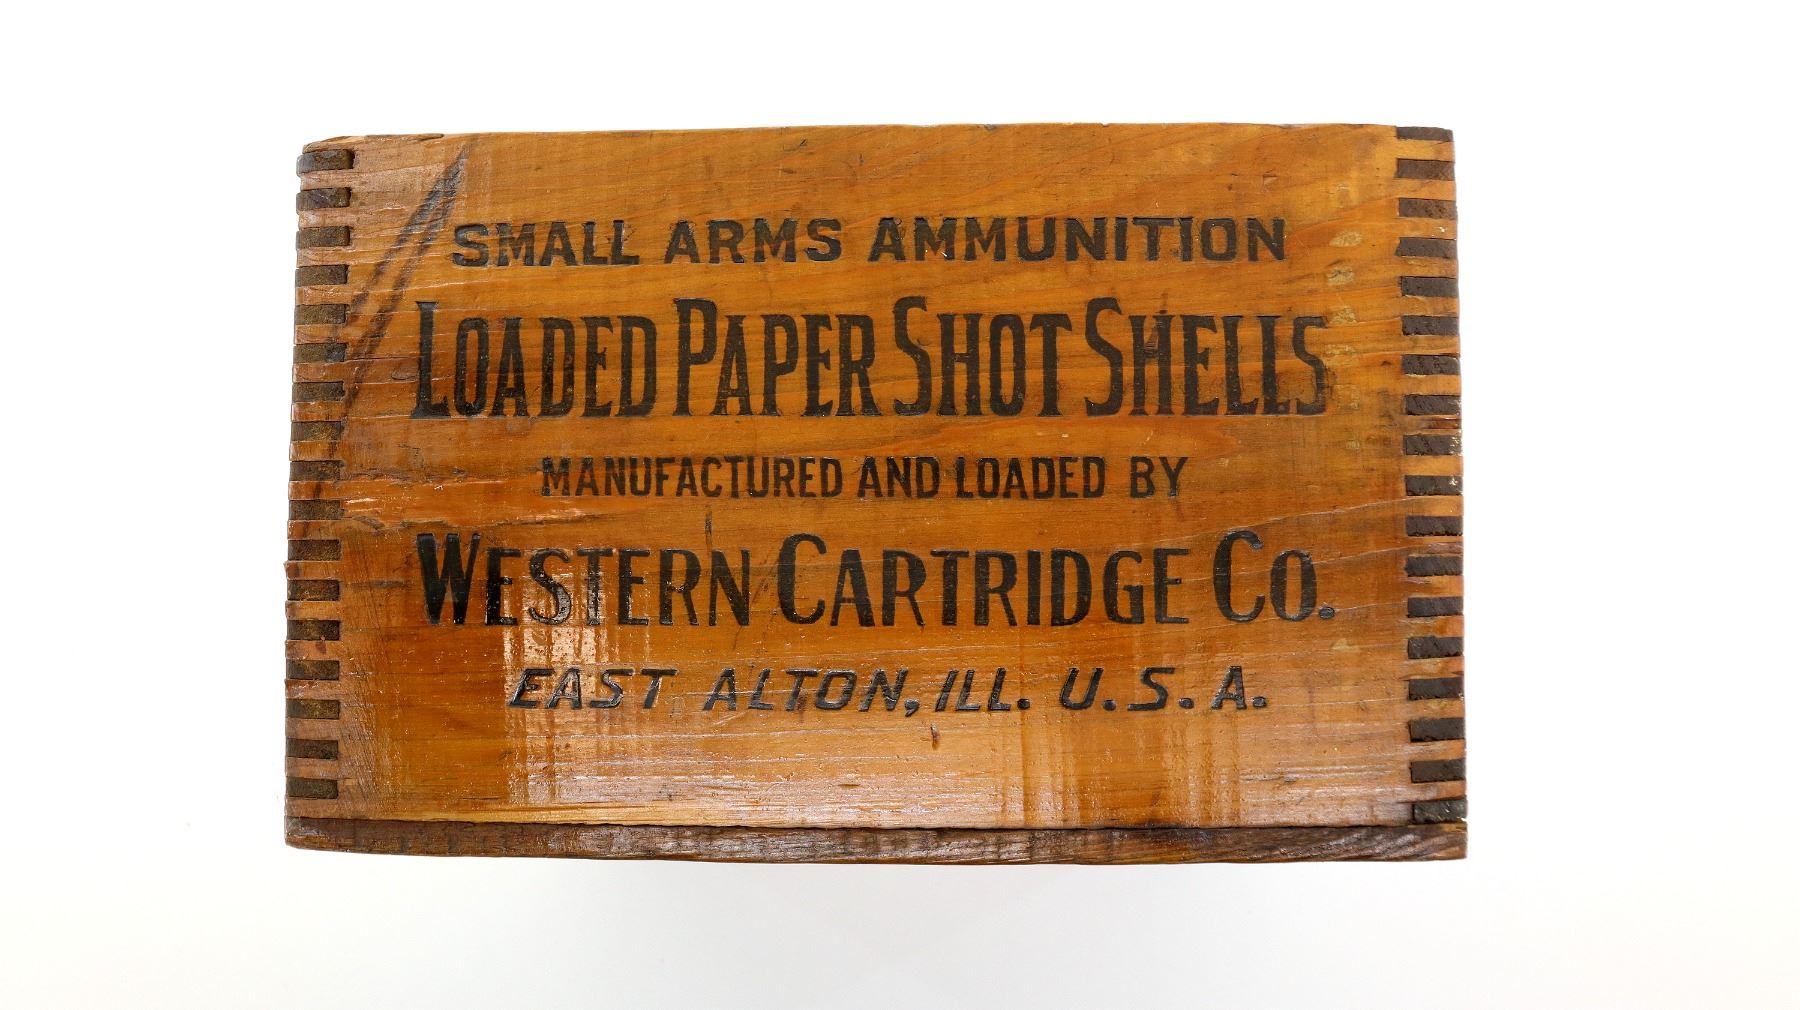 SMALL ARMS AMMUNITION
LOADED PAPER SHOT SHELLS
MANUFACTURED AND LOADED BY
WESTERN CARTRIDGE CO.
EAST ALTON, ILL. U.S.A.